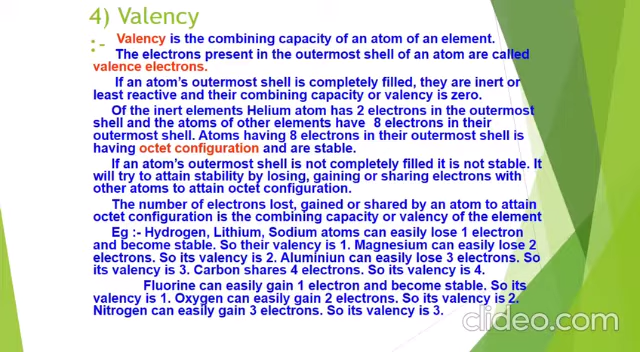 4) Valency
:- Valency is the combining capacity of an atom of an element.
The electrons present in the outermost shell of an atom are called
valence electrons.
If an atom's outermost shell is completely filled, they are inert or
least reactive and their combining capacity or valency is zero.
Of the inert elements Helium atom has 2 electrons in the outermost
shell and the atoms of other elements have 8 electrons in their
outermost shell. Atoms having 8 electrons in their outermost shell is
having octet configuration and are stable.
If an atom's outermost shell is not completely filled it is not stable. It
will try to attain stability by losing, gaining or sharing electrons with
other atoms to attain octet configuration.
The number of electrons lost, gained or shared by an atom to attain
octet configuration is the combining capacity or valency of the element
Eg :- Hydrogen, Lithium, Sodium atoms can easily lose 1 electron
and become stable. So their valency is 1. Magnesium can easily lose 2
electrons. So its valency is 2. Aluminiun can easily lose 3 electrons. So
its valency is 3. Carbon shares 4 electrons. So its valency is 4.
Fluorine can easily gain 1 electron and become stable. So its
valency is 1. Oxygen can easily gain 2 electrons. So its valency is 2.
Nitrogen can easily gain 3 electrons. So its valency is 3.
clideo.com